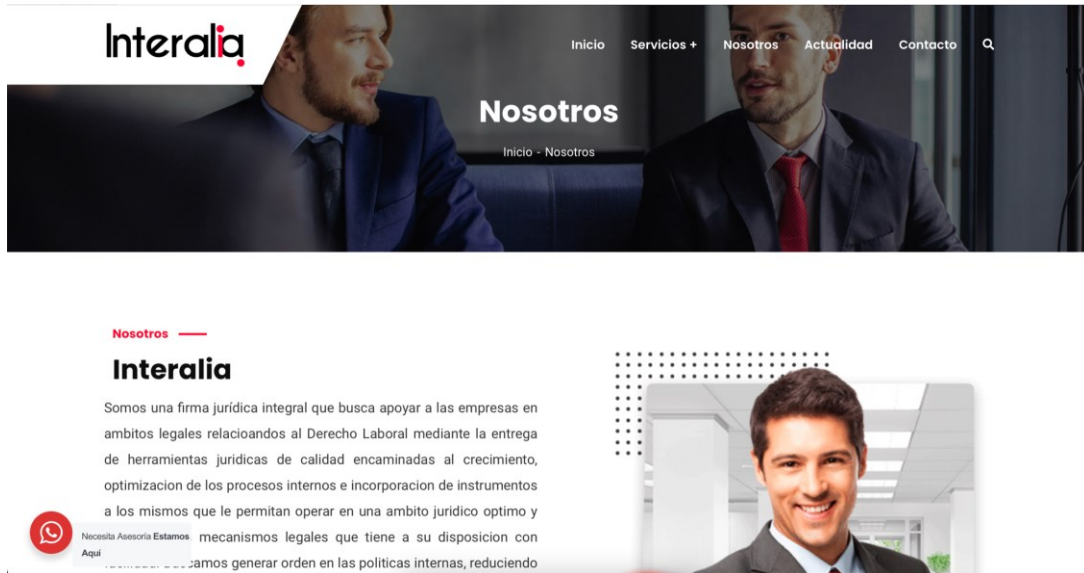 Interalia
Inicio Servicios + Nosotros Actualidad Contacto
Nosotros
Inicio - Nosotros
Nosotros
Interalia
Somos una firma jurídica integral que busca apoyar a las empresas en
ambitos legales relacioandos al Derecho Laboral mediante la entrega
de herramientas juridicas de calidad encaminadas al crecimiento,
optimizacion de los procesos internos e incorporacion de instrumentos
a los mismos que le permitan operar en una ambito juridico optimo y
mecanismos legales que tiene a su disposicion con
generar orden en las politicas internas, reduciendo
Necesita Asesoría Estamos
Aquí